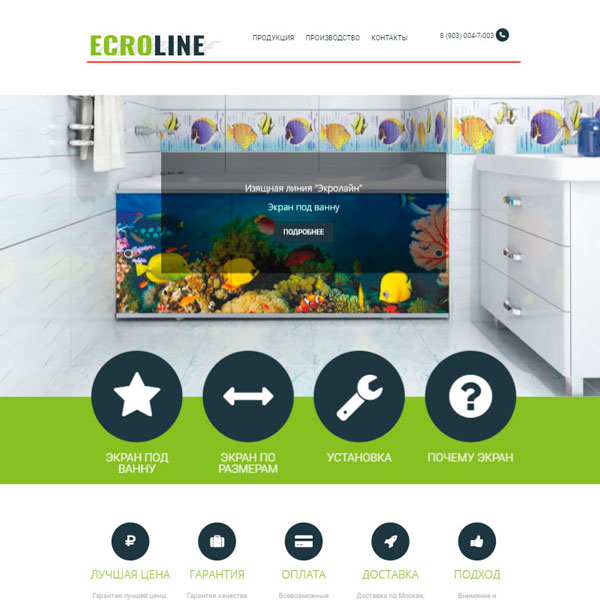 ECROLINE
ПРОДУКЦИЯ ПРОИЗВОДСТВО КОНТАКТЫ
8 (903) 004-7-003
Изящная линия "Экролайн"
Экран под ванну
ПОДРОБНЕЕ
ЭКРАН ПОД
ВАННУ
ЭКРАН ПО
РАЗМЕРАМ
УСТАНОВКА
ПОЧЕМУ ЭКРАН
ЛУЧШАЯ ЦЕНА
ГАРАНТИЯ
ОПЛАТА
ДОСТАВКА
ПОДХОД
Гарантия лучшей цены.
Гарантия качества
Всевозможные
Доставка по Москве,
Внимание и